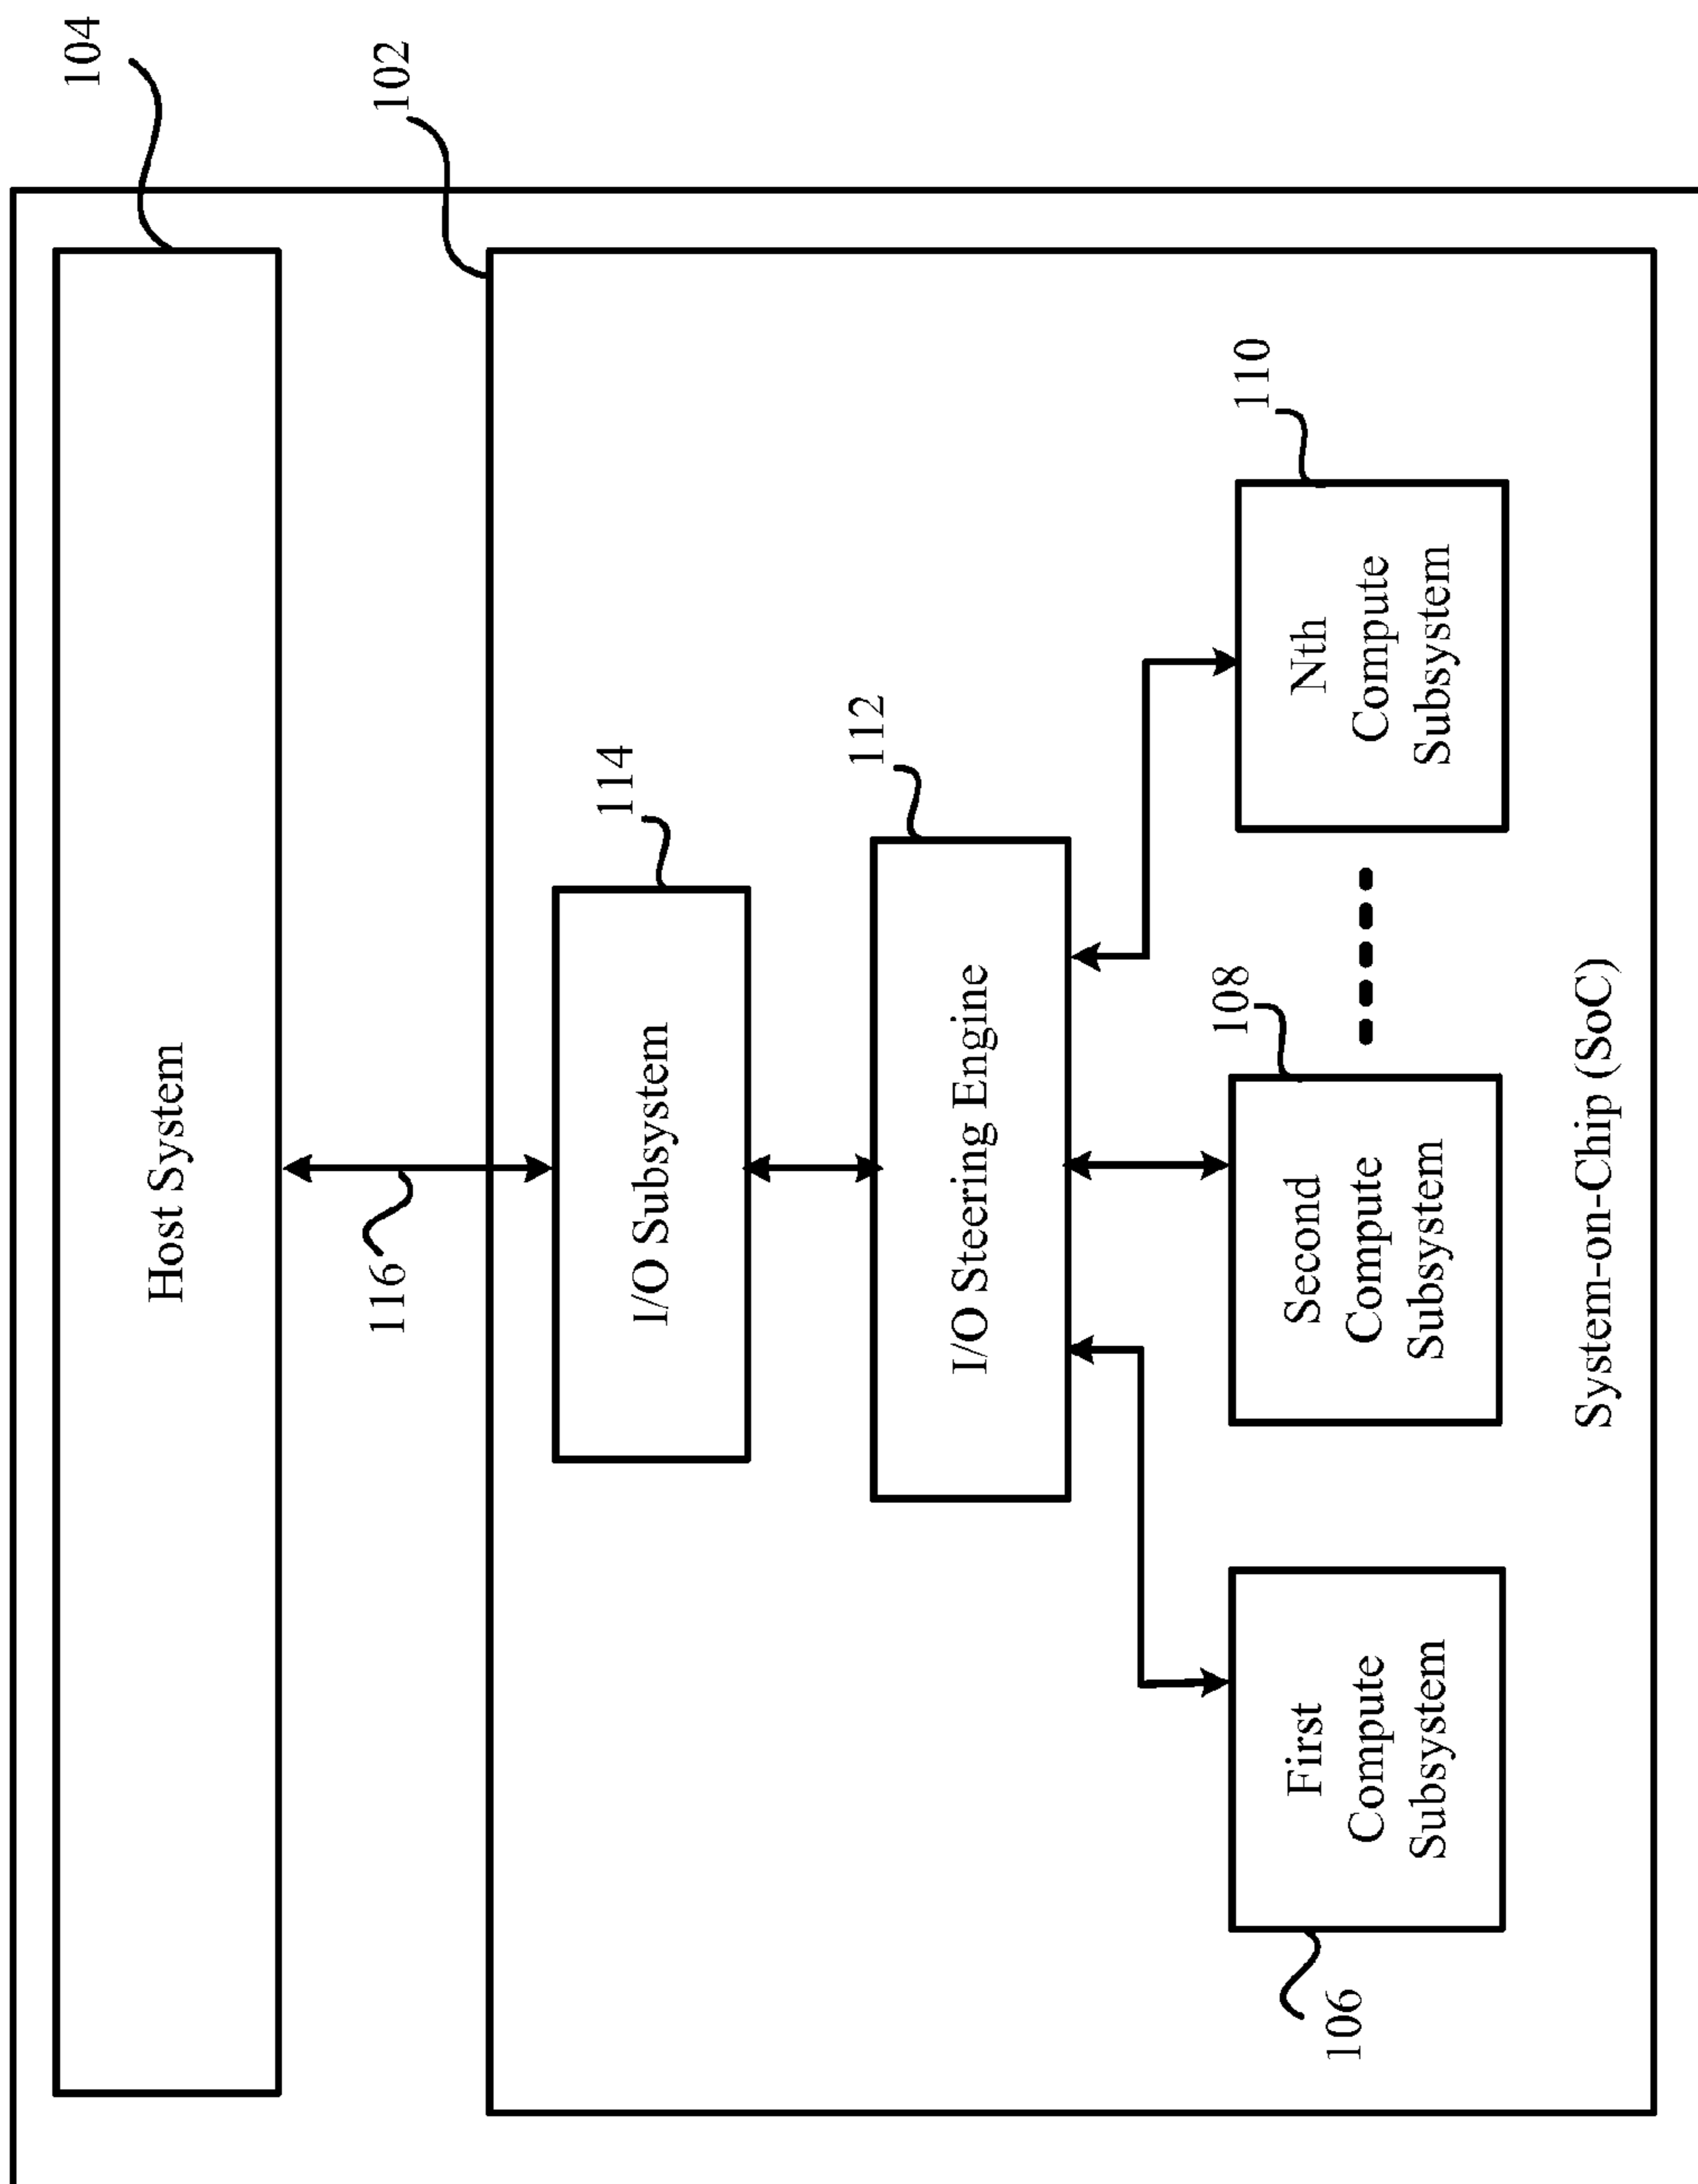 104
Host System
102
116
114
I/O Subsystem
112
I/O Steering Engine
106
First
Compute
Subsystem
108
Second
Compute
Subsystem
110
Nth
Compute
Subsystem
System-on-Chip (SoC)